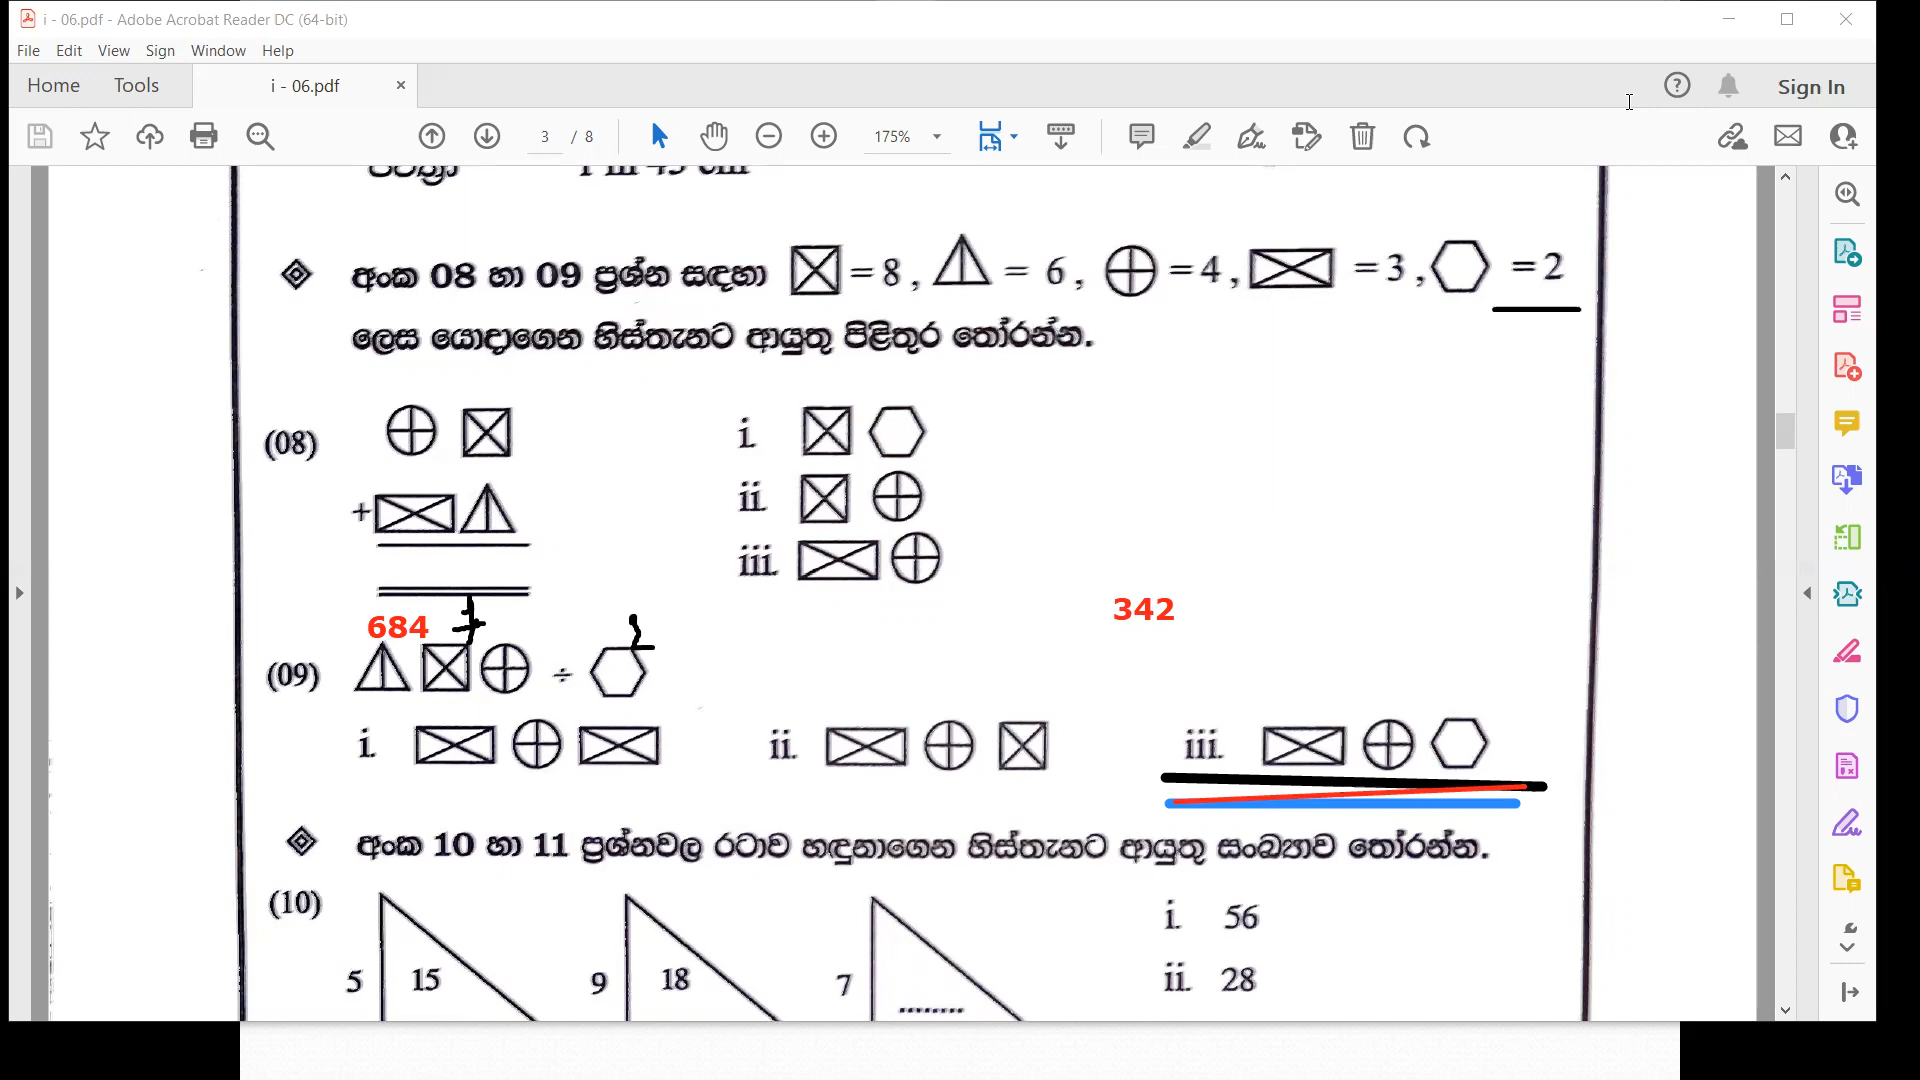 i - 06.pdf - Adobe Acrobat Reader DC (64-bit)
File Edit View Sign Window Help
Home Tools i - 06.pdf × Sign In
3 / 8 175%
අංක 08 හා 09 ප්‍රශ්න සඳහා = 8 , = 6 , = 4 , = 3 , = 2
ලෙස යොදාගෙන හිස්තැනට ආයුතු පිළිතුර තෝරන්න.
(08) i.
+ ii.
iii.
342
684
(09) ÷
i. ii. iii.
අංක 10 හා 11 ප්‍රශ්නවල රටාව හඳුනාගෙන හිස්තැනට ආයුතු සංඛ්‍යාව තෝරන්න.
(10) i. 56
5 15 9 18 7 ........ ii. 28